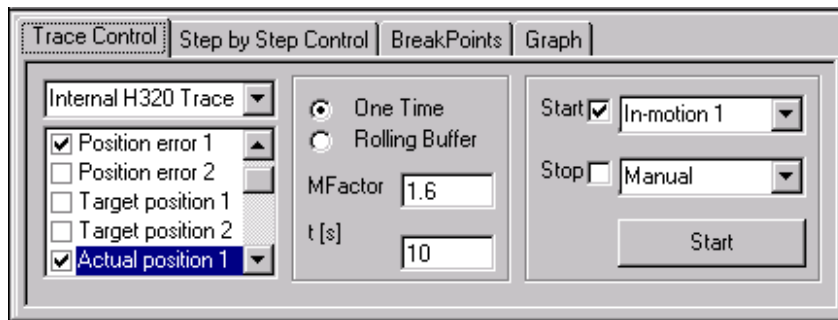 Trace Control Step by Step Control BreakPoints Graph
Internal H320 Trace
Position error 1
Position error 2
Target position 1
Target position 2
Actual position 1
One Time
Rolling Buffer
MFactor 1.6
t [s] 10
Start In-motion 1
Stop Manual
Start